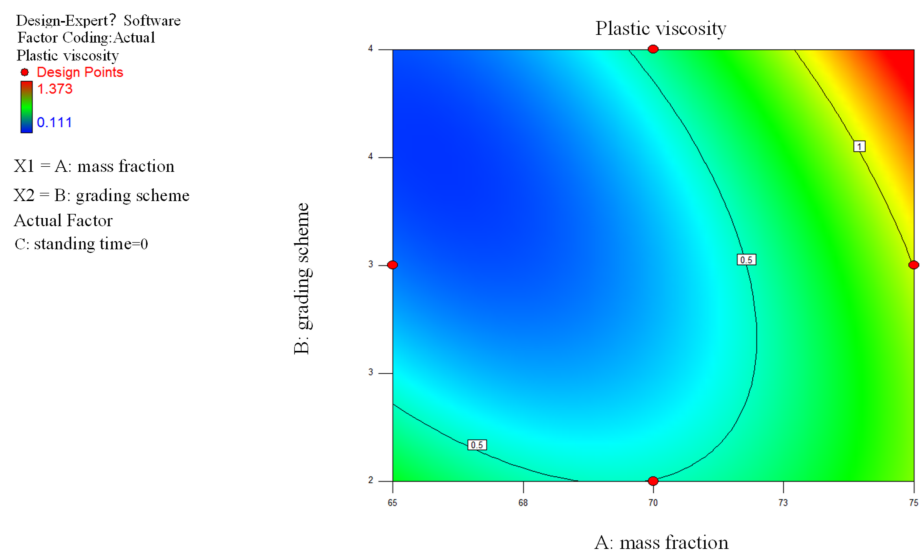 Design-Expert? Software
Factor Coding:Actual
Plastic viscosity
Design Points
1.373
0.111
X1 = A: mass fraction
X2 = B: grading scheme
Actual Factor
C: standing time=0
Plastic viscosity
B: grading scheme
4
4
3
3
2
1
0.5
0.5
65
68
70
73
75
A: mass fraction